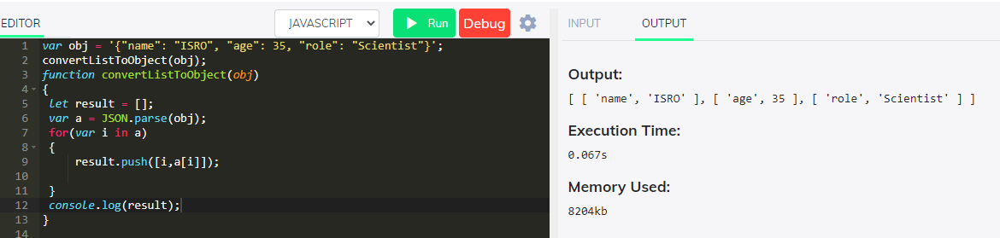 EDITOR
JAVASCRIPT
Run
Debug
1 var obj = '{"name": "ISRO", "age": 35, "role": "Scientist"}';
2 convertListToObject(obj);
3 function convertListToObject(obj)
4 {
5 let result = [];
6 var a = JSON.parse(obj);
7 for(var i in a)
8 {
9 result.push([i,a[i]]);
10
11 }
12 console.log(result);
13 }
14
INPUT
OUTPUT
Output:
[ [ 'name', 'ISRO' ], [ 'age', 35 ], [ 'role', 'Scientist' ] ]
Execution Time:
0.067s
Memory Used:
8204kb